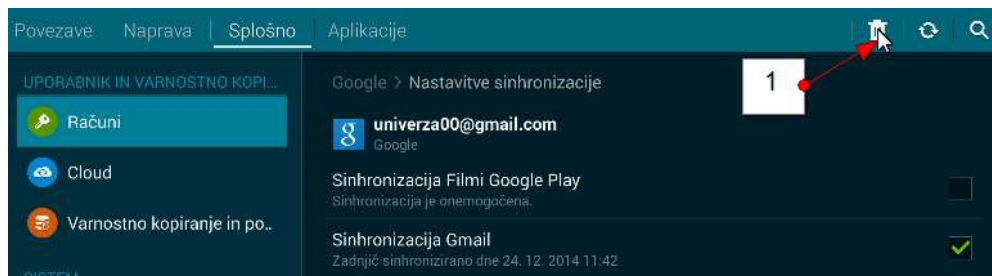 Povezave Naprava Splošno Aplikacije
1
UPORABNIK IN VARNOSTNO KOPI...
Računi
Cloud
Varnostno kopiranje in po..
SISTEM
Google > Nastavitve sinhronizacije
univerza00@gmail.com
Google
Sinhronizacija Filmi Google Play
Sinhronizacija je onemogočena.
Sinhronizacija Gmail
Zadnjič sinhronizirano dne 24. 12. 2014 11:42